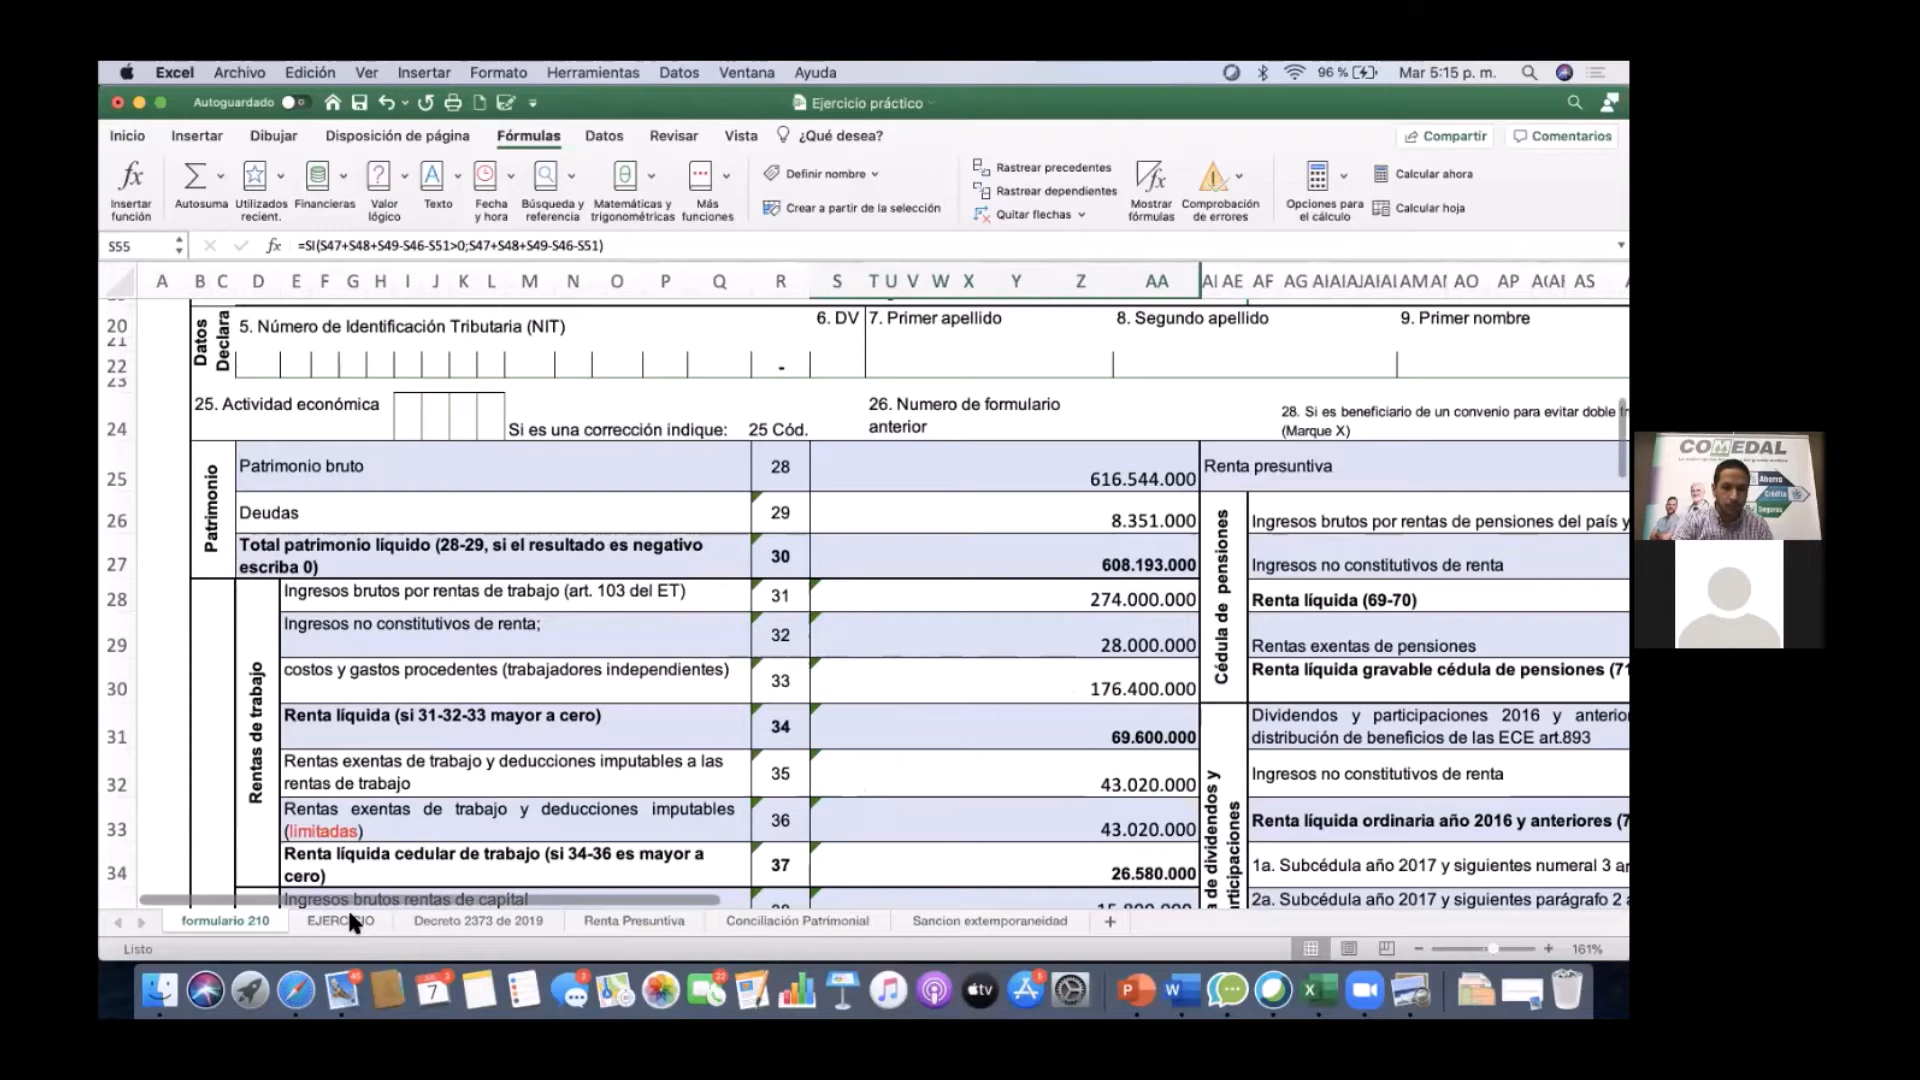 Excel Archivo Edición Ver Insertar Formato Herramientas Datos Ventana Ayuda 96 % Mar 5:15 p. m.
Autoguardado Ejercicio práctico
Inicio Insertar Dibujar Disposición de página Fórmulas Datos Revisar Vista ¿Qué desea? Compartir Comentarios
Insertar función
Autosuma
Utilizados recient.
Financieras
Valor lógico
Texto
Fecha y hora
Búsqueda y referencia
Matemáticas y trigonométricas
Más funciones
Definir nombre
Crear a partir de la selección
Rastrear precedentes
Rastrear dependientes
Quitar flechas
Mostrar fórmulas
Comprobación de errores
Opciones para el cálculo
Calcular ahora
Calcular hoja
S55 fx =SI(S47+S48+S49-S46-S51>0;S47+S48+S49-S46-S51)
A B C D E F G H I J K L M N O P Q R S T U V W X Y Z AA AE AF AG AO AP AS
20 Datos Declara 5. Número de Identificación Tributaria (NIT) 6. DV 7. Primer apellido 8. Segundo apellido 9. Primer nombre
21
22 -
23
24 25. Actividad económica Si es una corrección indique: 25 Cód. 26. Numero de formulario anterior 28. Si es beneficiario de un convenio para evitar doble (Marque X)
Patrimonio
25 Patrimonio bruto 28 616.544.000 Renta presuntiva
26 Deudas 29 8.351.000 Ingresos brutos por rentas de pensiones del país y
27 Total patrimonio líquido (28-29, si el resultado es negativo escriba 0) 30 608.193.000 Ingresos no constitutivos de renta
Rentas de trabajo
Cédula de pensiones
28 Ingresos brutos por rentas de trabajo (art. 103 del ET) 31 274.000.000 Renta líquida (69-70)
29 Ingresos no constitutivos de renta; 32 28.000.000 Rentas exentas de pensiones
30 costos y gastos procedentes (trabajadores independientes) 33 176.400.000 Renta líquida gravable cédula de pensiones (71
31 Renta líquida (si 31-32-33 mayor a cero) 34 69.600.000 Dividendos y participaciones 2016 y anterior distribución de beneficios de las ECE art.893
32 Rentas exentas de trabajo y deducciones imputables a las rentas de trabajo 35 43.020.000 Ingresos no constitutivos de renta
33 Rentas exentas de trabajo y deducciones imputables (limitadas) 36 43.020.000 Renta líquida ordinaria año 2016 y anteriores (7
34 Renta líquida cedular de trabajo (si 34-36 es mayor a cero) 37 26.580.000 1a. Subcédula año 2017 y siguientes numeral 3 ar
Ingresos brutos rentas de capital 2a. Subcédula año 2017 y siguientes parágrafo 2
de dividendos y articipaciones
formulario 210 EJERCICIO Decreto 2373 de 2019 Renta Presuntiva Conciliación Patrimonial Sancion extemporaneidad +
Listo 161%
7 tv P W X
COMEDAL
Ahorro
Crédito
Seguros